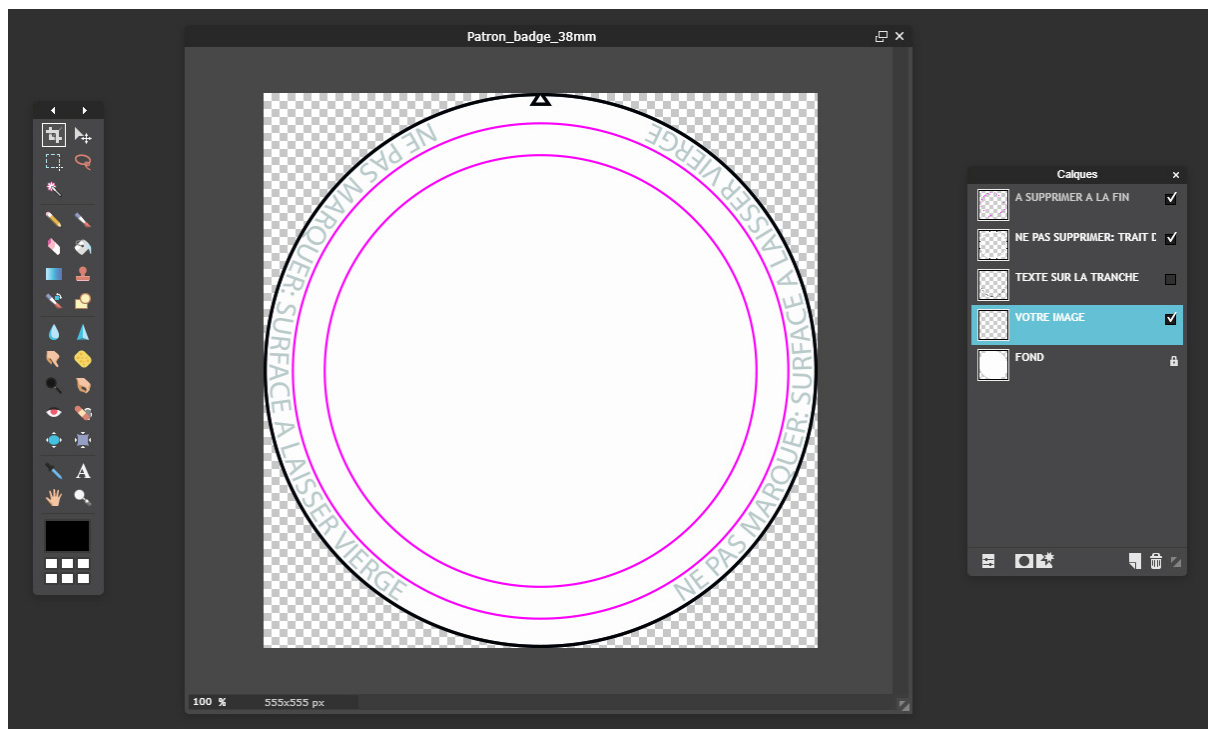 Patron_badge_38mm
NE PAS MARQUER: SURFACE A LAISSER VIERGE
NE PAS MARQUER: SURFACE A LAISSER VIERGE
100 %
555x555 px
A
Calques
A SUPPRIMER A LA FIN
NE PAS SUPPRIMER: TRAIT D
TEXTE SUR LA TRANCHE
VOTRE IMAGE
FOND